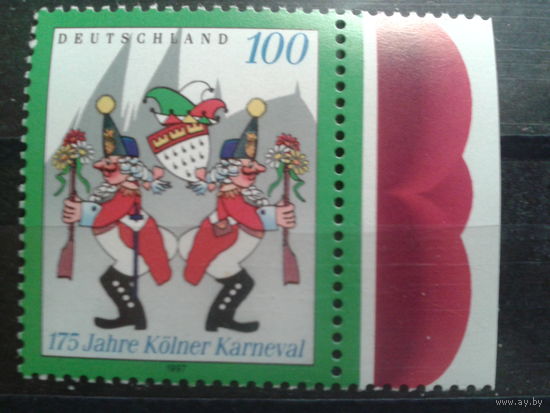 DEUTSCHLAND 100
175 Jahre Kölner Karneval
1997
www.ay.by